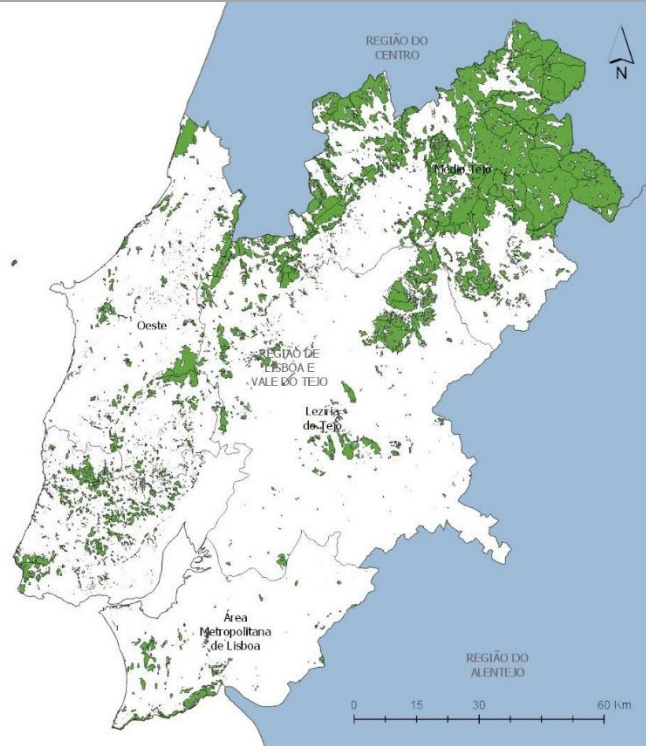 REGIÃO DO
CENTRO
N
Médio Tejo
Oeste
REGIÃO DE
LISBOA E
VALE DO TEJO
Lezíria
do Tejo
Área
Metropolitana
de Lisboa
REGIÃO DO
ALENTEJO
0 15 30 60 Km